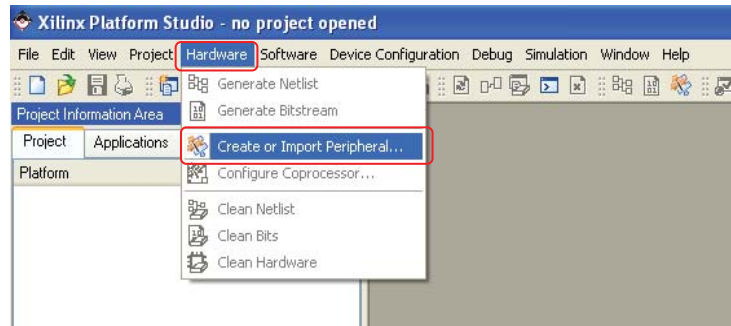 Xilinx Platform Studio - no project opened
File Edit View Project Hardware Software Device Configuration Debug Simulation Window Help
Generate Netlist
Project Information Area
Generate Bitstream
Project Applications
Create or Import Peripheral...
Platform
Configure Coprocessor...
Clean Netlist
Clean Bits
Clean Hardware